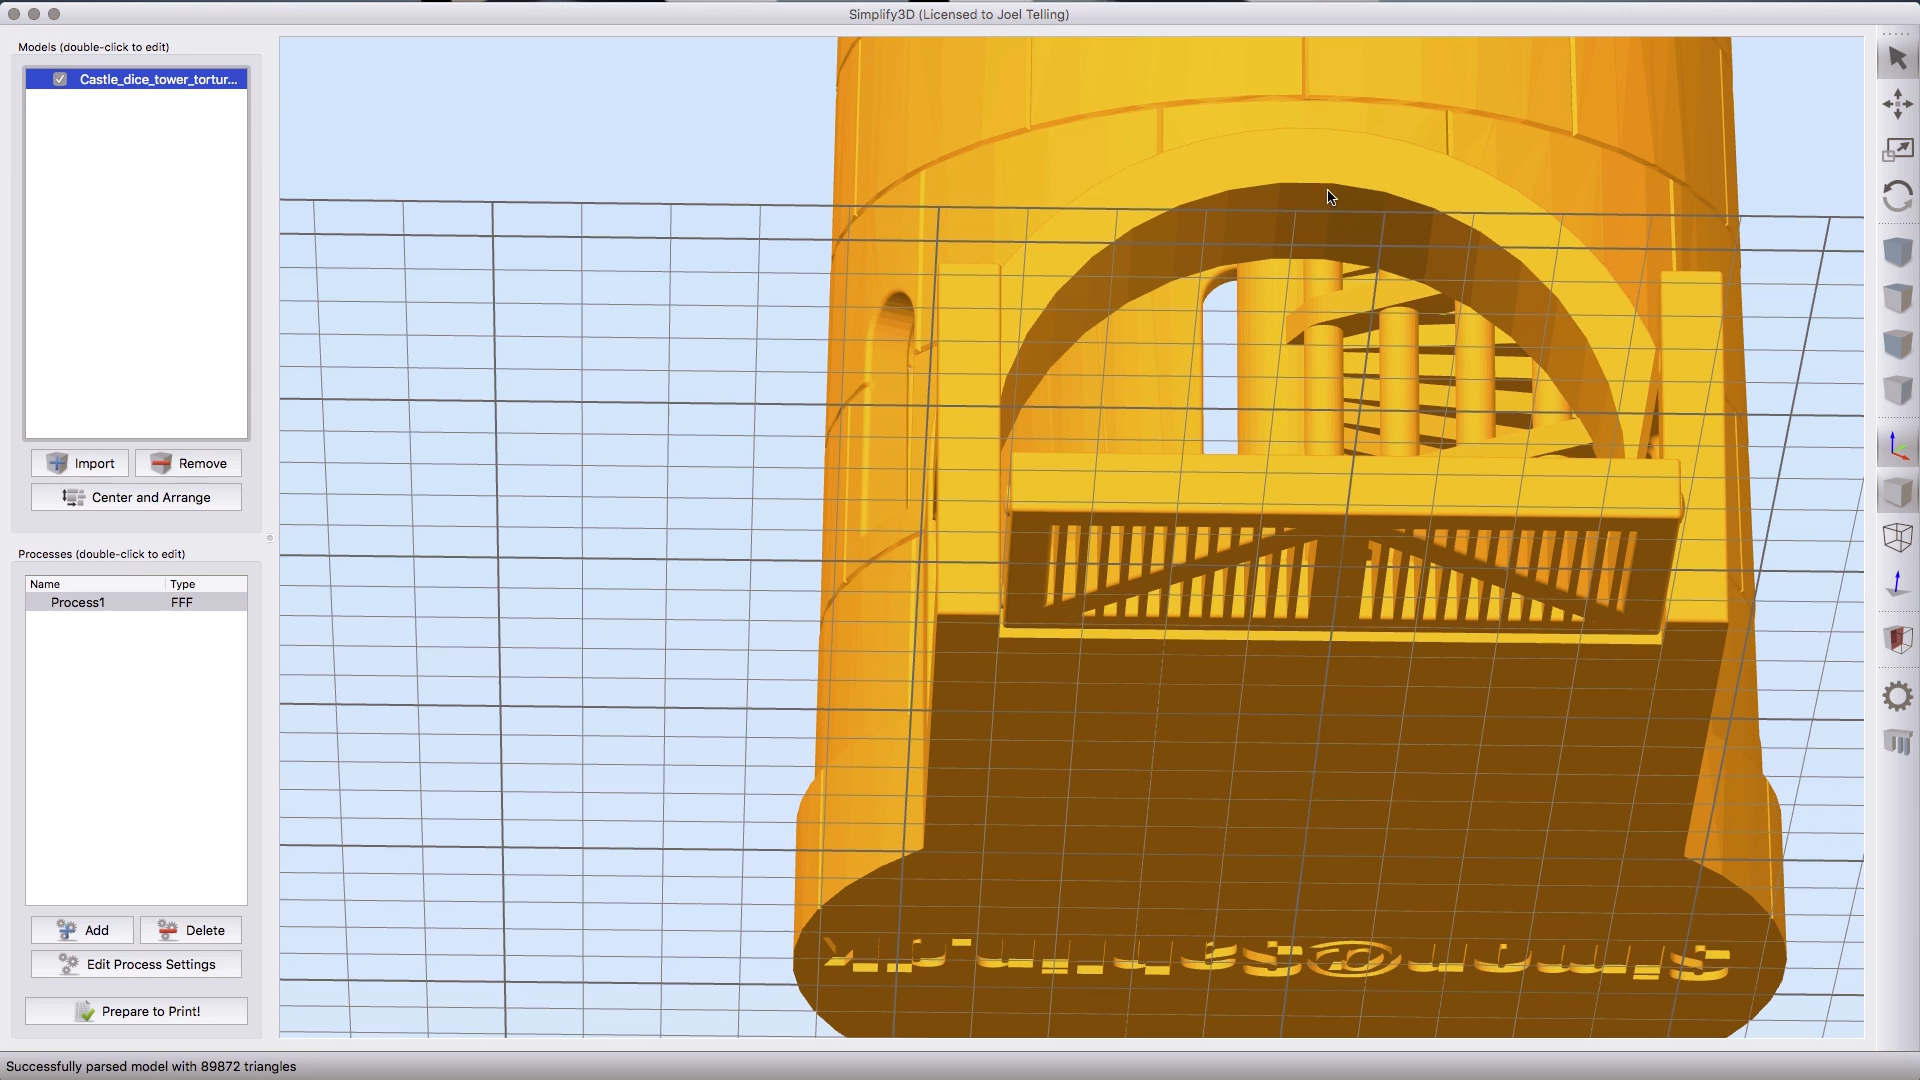 Simplify3D (Licensed to Joel Telling)
Models (double-click to edit)
Castle_dice_tower_tortur...
Import
Remove
Center and Arrange
Processes (double-click to edit)
Name Type
Process1 FFF
Add
Delete
Edit Process Settings
Prepare to Print!
Successfully parsed model with 89872 triangles